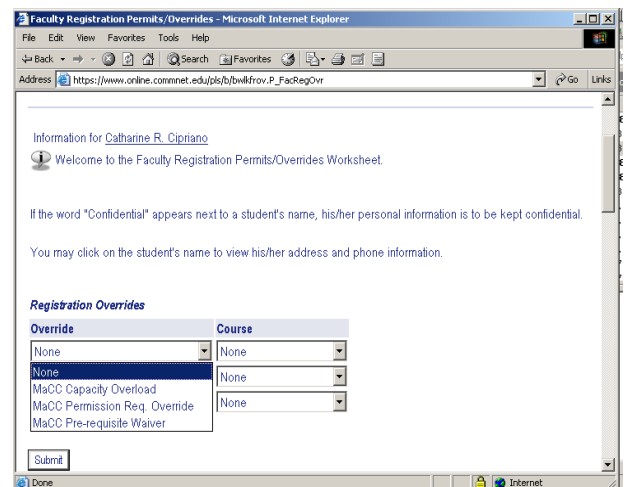 Faculty Registration Permits/Overrides - Microsoft Internet Explorer
File Edit View Favorites Tools Help
Back Search Favorites
Address https://www.online.commnet.edu/pls/b/bwlkfrov.P_FacRegOvr Go Links
Information for Catharine R. Cipriano
Welcome to the Faculty Registration Permits/Overrides Worksheet.
If the word "Confidential" appears next to a student's name, his/her personal information is to be kept confidential.
You may click on the student's name to view his/her address and phone information.
Registration Overrides
Override Course
None None
None None
MaCC Capacity Overload
MaCC Permission Req. Override None
MaCC Pre-requisite Waiver
Submit
Done Internet